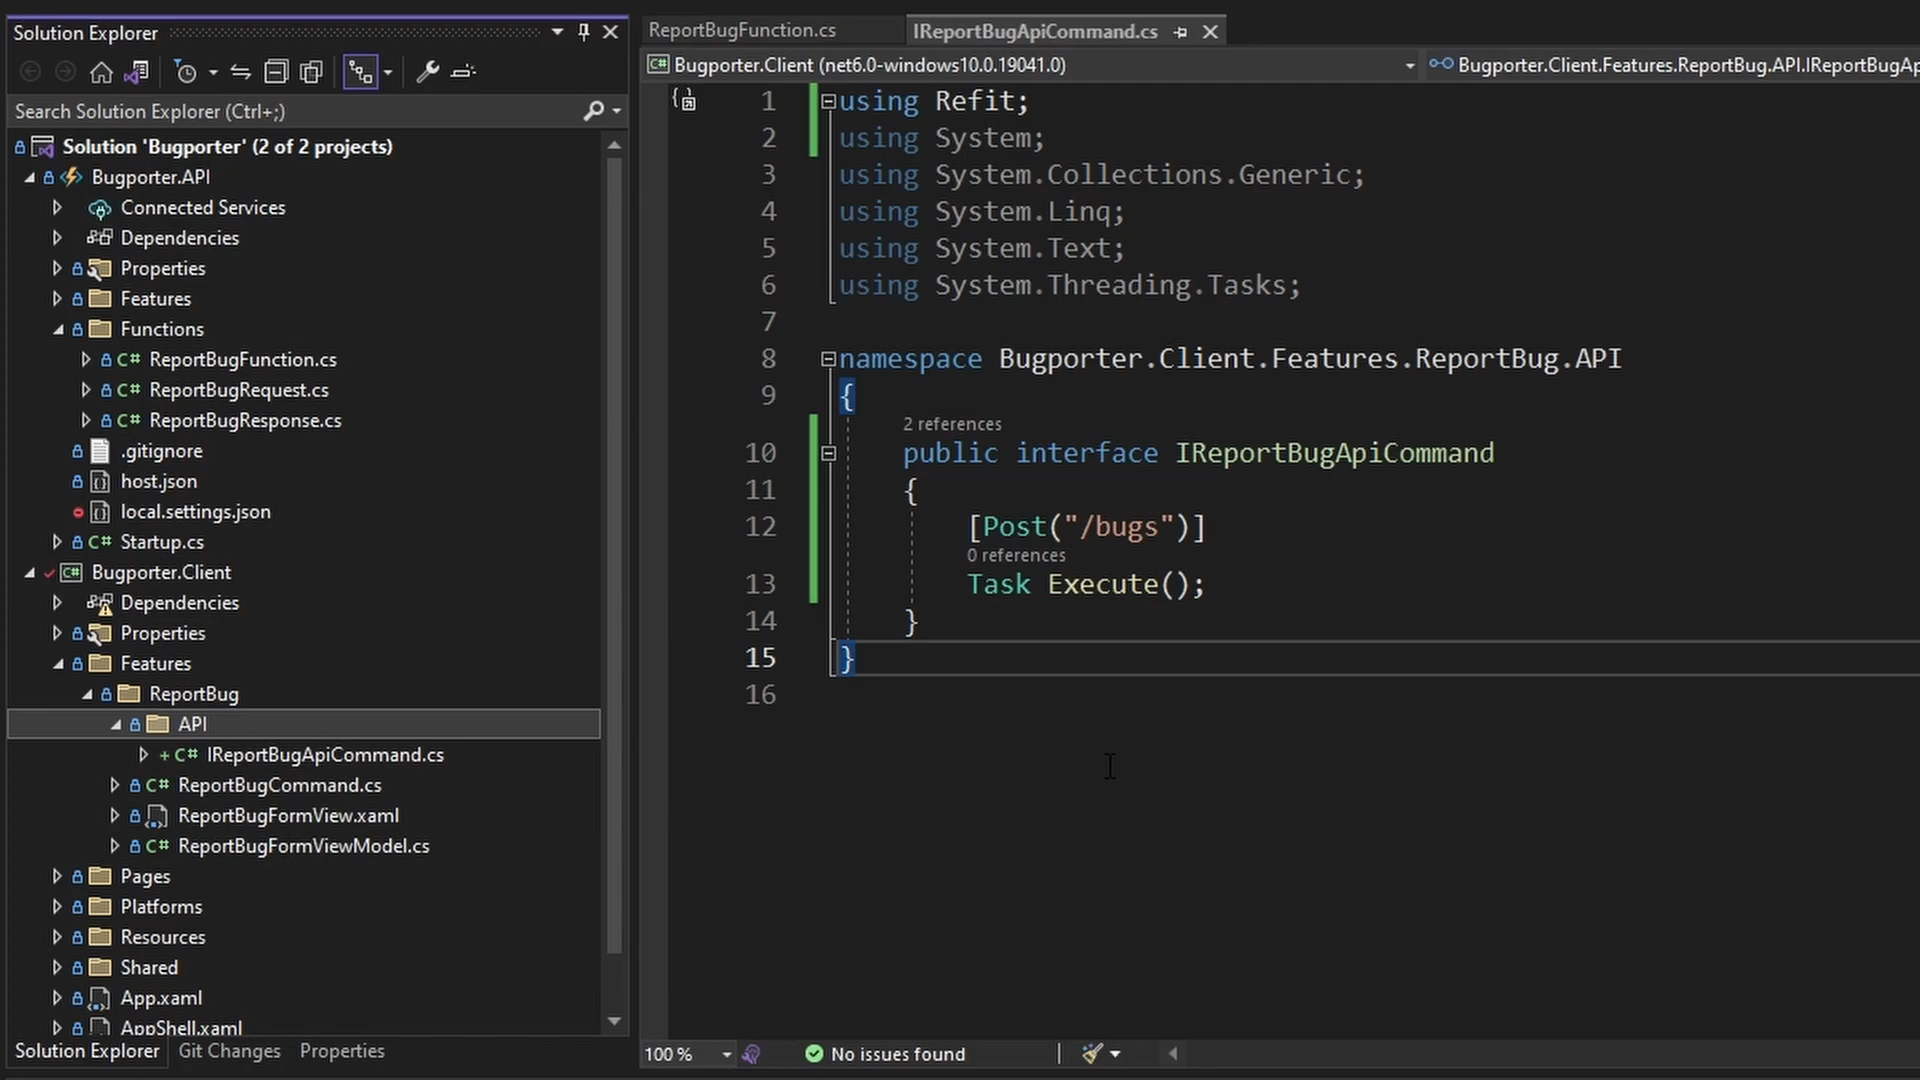 Solution Explorer
Search Solution Explorer (Ctrl+;)
Solution 'Bugporter' (2 of 2 projects)
Bugporter.API
Connected Services
Dependencies
Properties
Features
Functions
C# ReportBugFunction.cs
C# ReportBugRequest.cs
C# ReportBugResponse.cs
.gitignore
host.json
local.settings.json
C# Startup.cs
C# Bugporter.Client
Dependencies
Properties
Features
ReportBug
API
+ C# IReportBugApiCommand.cs
C# ReportBugCommand.cs
ReportBugFormView.xaml
C# ReportBugFormViewModel.cs
Pages
Platforms
Resources
Shared
App.xaml
AppShell.xaml
Solution Explorer Git Changes Properties
ReportBugFunction.cs IReportBugApiCommand.cs
C# Bugporter.Client (net6.0-windows10.0.19041.0) Bugporter.Client.Features.ReportBug.API.IReportBugAp
1 using Refit;
2 using System;
3 using System.Collections.Generic;
4 using System.Linq;
5 using System.Text;
6 using System.Threading.Tasks;
7
8 namespace Bugporter.Client.Features.ReportBug.API
9 {
2 references
10 public interface IReportBugApiCommand
11 {
12 [Post("/bugs")]
0 references
13 Task Execute();
14 }
15 }
16
100 % No issues found